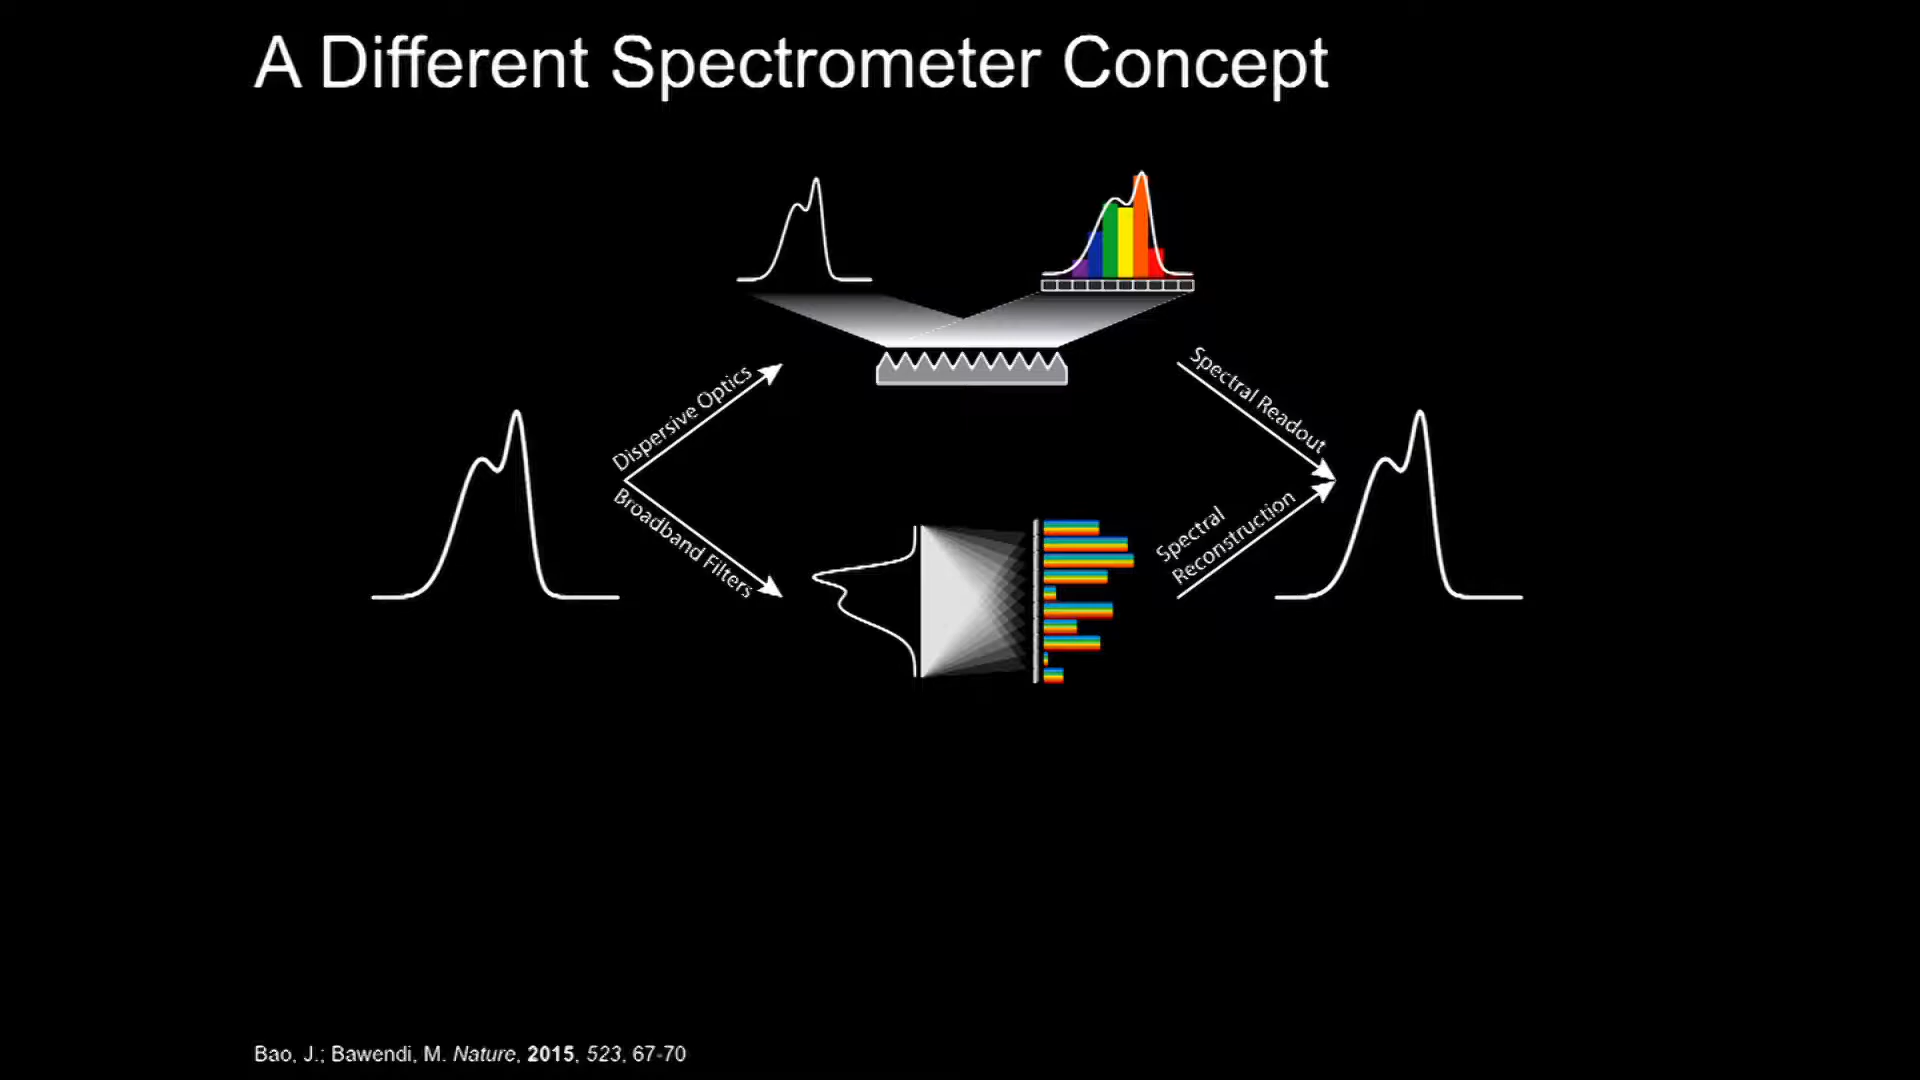 A Different Spectrometer Concept
Dispersive Optics
Spectral Readout
Broadband Filters
Spectral
Reconstruction
Bao, J.; Bawendi, M. Nature, 2015, 523, 67-70